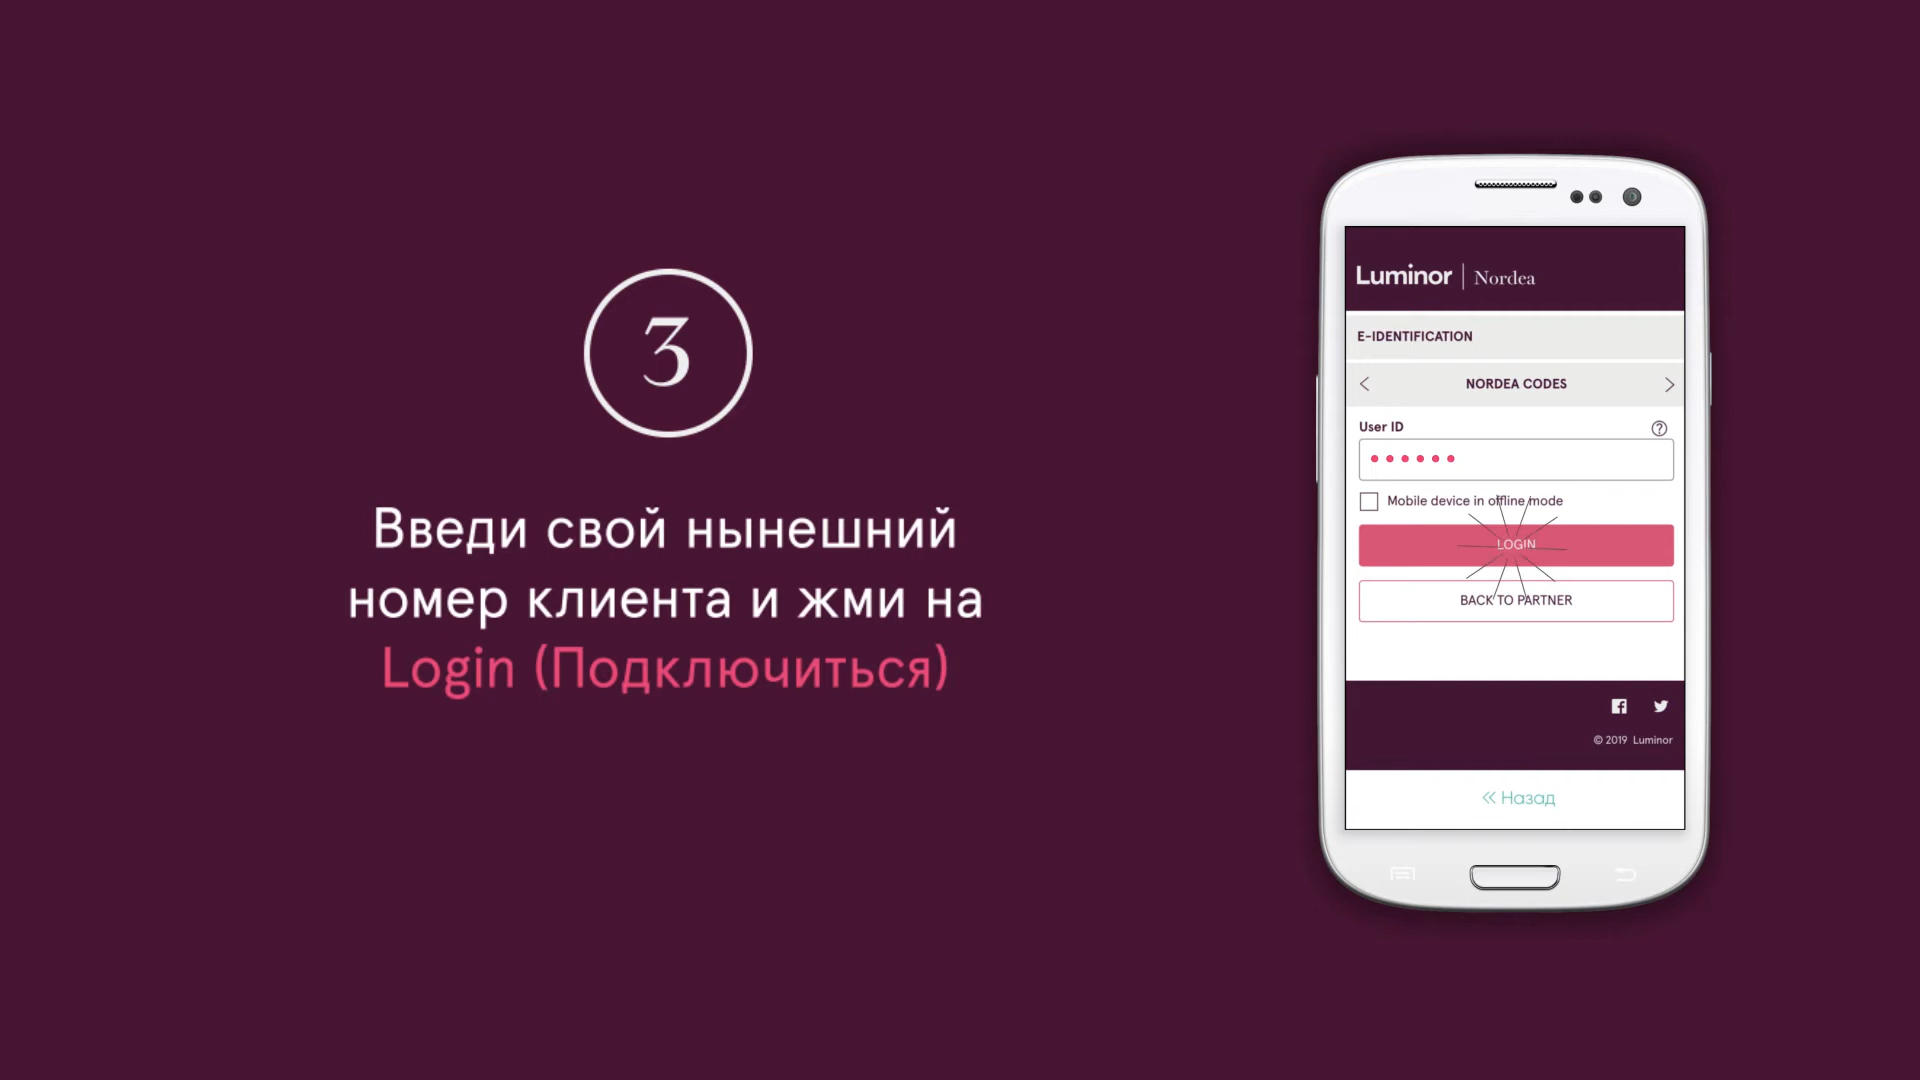 3
Введи свой нынешний
номер клиента и жми на
Login (Подключиться)
Luminor | Nordea
E-IDENTIFICATION
NORDEA CODES
User ID
Mobile device in offline mode
LOGIN
BACK TO PARTNER
© 2019 Luminor
<< Назад